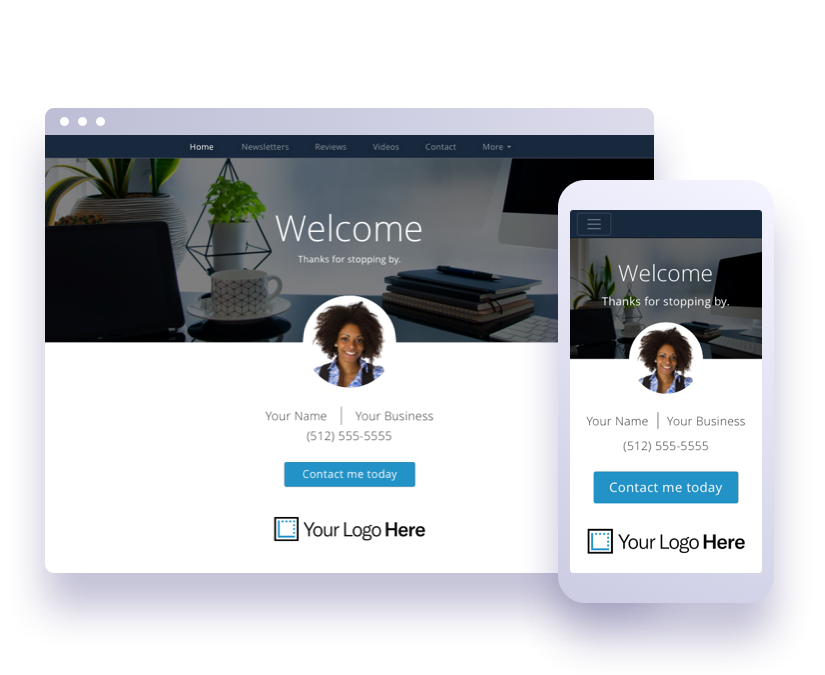 Home Newsletters Reviews Videos Contact More
Welcome
Thanks for stopping by.
Your Name | Your Business
(512) 555-5555
Contact me today
Your Logo Here
Welcome
Thanks for stopping by.
Your Name | Your Business
(512) 555-5555
Contact me today
Your Logo Here